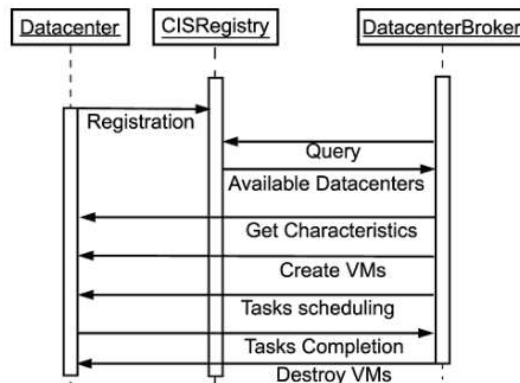 Datacenter
CISRegistry
DatacenterBroker
Registration
Query
Available Datacenters
Get Characteristics
Create VMs
Tasks scheduling
Tasks Completion
Destroy VMs